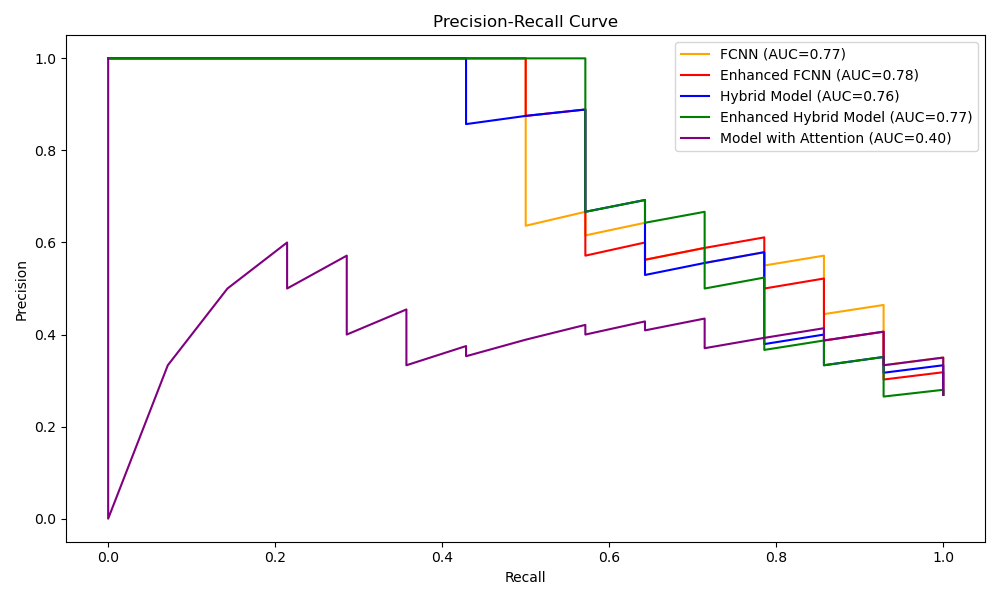 Precision-Recall Curve
FCNN (AUC=0.77)
Enhanced FCNN (AUC=0.78)
Hybrid Model (AUC=0.76)
Enhanced Hybrid Model (AUC=0.77)
Model with Attention (AUC=0.40)
Precision
1.0
0.8
0.6
0.4
0.2
0.0
0.0 0.2 0.4 0.6 0.8 1.0
Recall